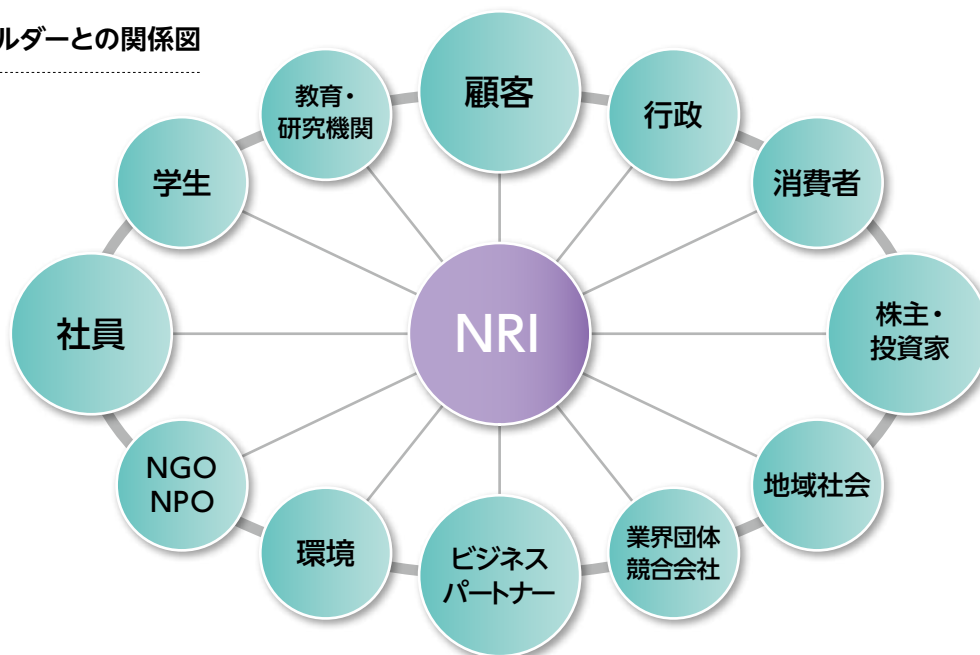 ルダーとの関係図
顧客
教育・
研究機関
行政
学生
消費者
社員
NRI
株主・
投資家
NGO
NPO
地域社会
環境
ビジネス
パートナー
業界団体
競合会社